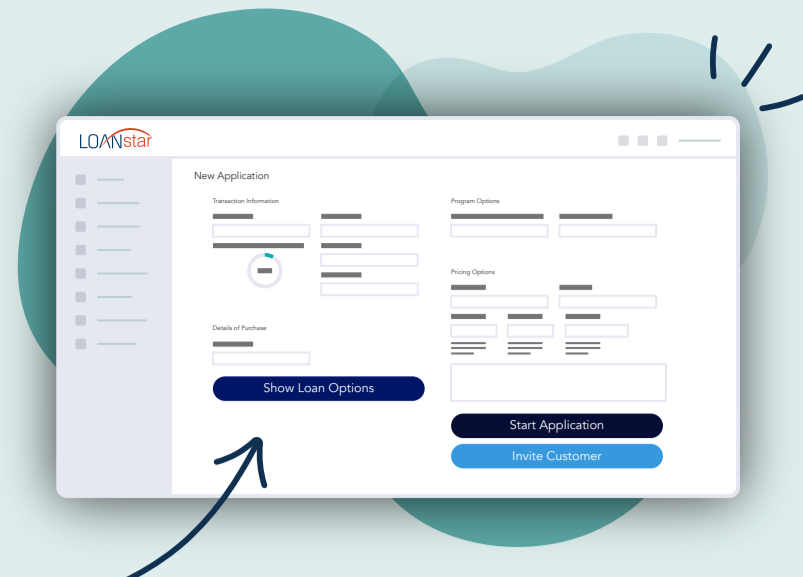 LOANstar
New Application
Transaction Information
Details of Purchase
Show Loan Options
Program Options
Pricing Options
Start Application
Invite Customer